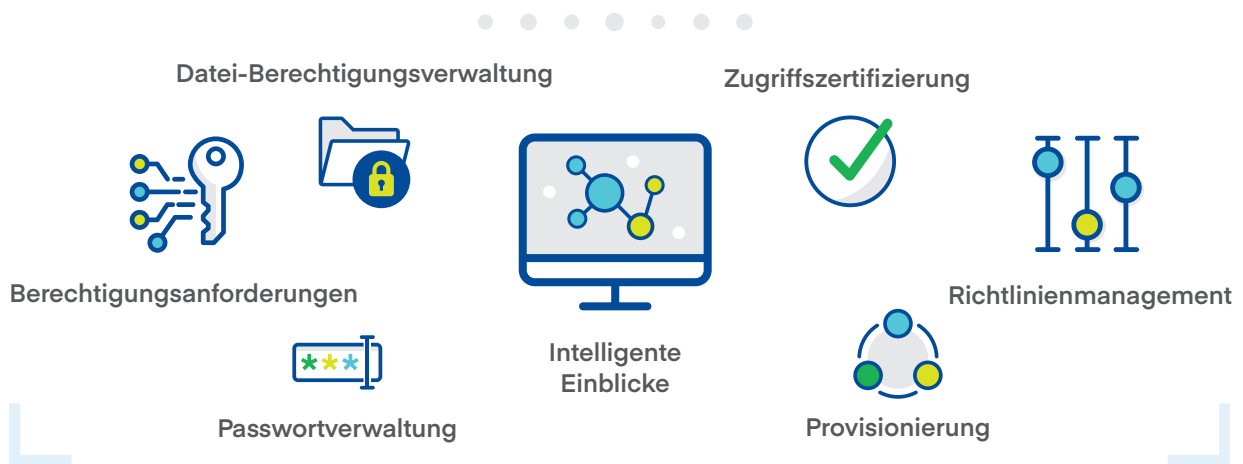 Datei-Berechtigungsverwaltung
Zugriffszertifizierung
Berechtigungsanforderungen
Richtlinienmanagement
Intelligente
Einblicke
Passwortverwaltung
Provisionierung